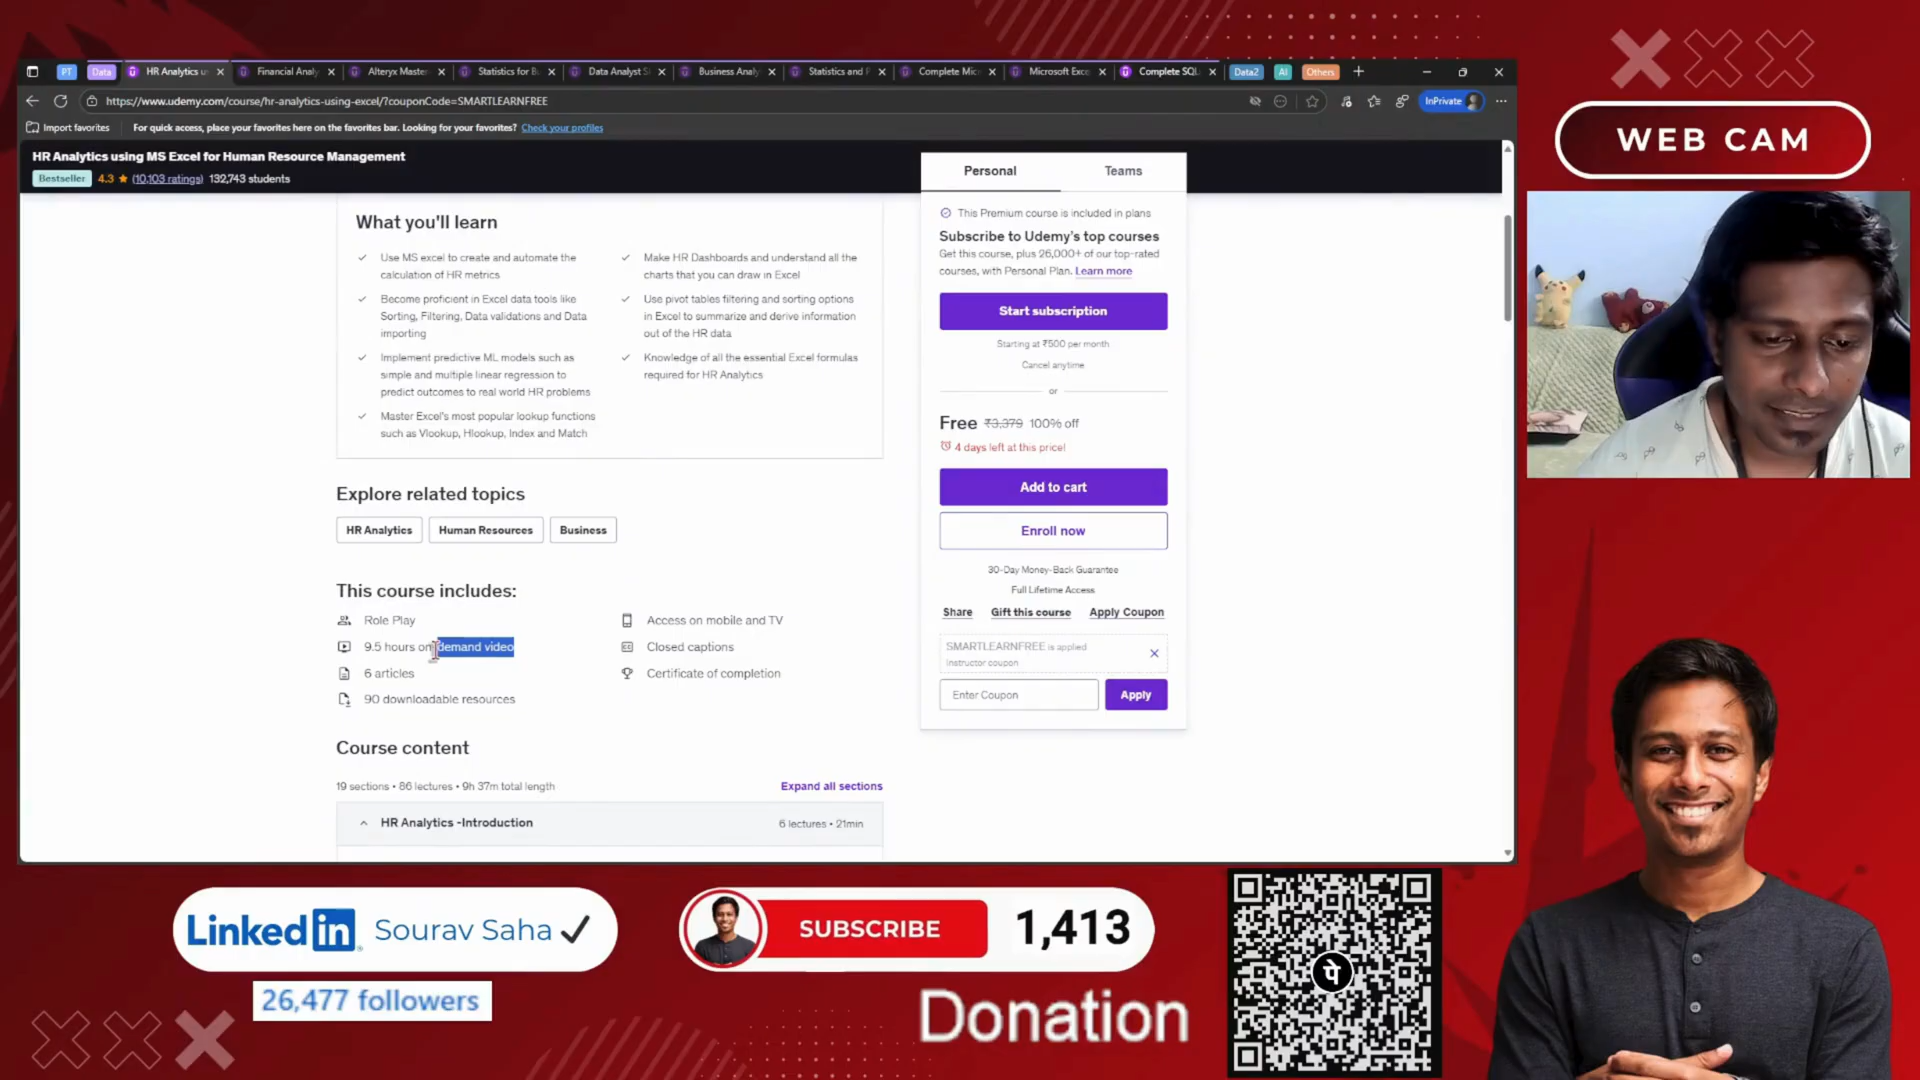 PT
Data
HR Analytics u
Financial Analy
Alteryx Master
Statistics for B
Data Analyst S
Business Analy
Statistics and P
Complete Mic
Microsoft Exce
Complete SQL
Data2
AI
Others
https://www.udemy.com/course/hr-analytics-using-excel/?couponCode=SMARTLEARNFREE
InPrivate
Import favorites
For quick access, place your favorites here on the favorites bar. Looking for your favorites? Check your profiles
HR Analytics using MS Excel for Human Resource Management
Bestseller 4.3 ★ (10,103 ratings) 132,743 students
What you'll learn
Use MS excel to create and automate the
calculation of HR metrics
Become proficient in Excel data tools like
Sorting, Filtering, Data validations and Data
importing
Implement predictive ML models such as
simple and multiple linear regression to
predict outcomes to real world HR problems
Master Excel's most popular lookup functions
such as Vlookup, Hlookup, Index and Match
Make HR Dashboards and understand all the
charts that you can draw in Excel
Use pivot tables filtering and sorting options
in Excel to summarize and derive information
out of the HR data
Knowledge of all the essential Excel formulas
required for HR Analytics
Explore related topics
HR Analytics
Human Resources
Business
This course includes:
Role Play
9.5 hours on-demand video
6 articles
90 downloadable resources
Access on mobile and TV
Closed captions
Certificate of completion
Course content
19 sections • 86 lectures • 9h 37m total length
Expand all sections
HR Analytics -Introduction
6 lectures • 21min
Personal
Teams
This Premium course is included in plans
Subscribe to Udemy's top courses
Get this course, plus 26,000+ of our top-rated
courses, with Personal Plan. Learn more
Start subscription
Starting at ₹500 per month
Cancel anytime
or
Free ₹3,379 100% off
4 days left at this price!
Add to cart
Enroll now
30-Day Money-Back Guarantee
Full Lifetime Access
Share
Gift this course
Apply Coupon
SMARTLEARNFREE is applied
Instructor coupon
Enter Coupon
Apply
WEB CAM
Linked in Sourav Saha
26,477 followers
SUBSCRIBE
1,413
Donation
पे